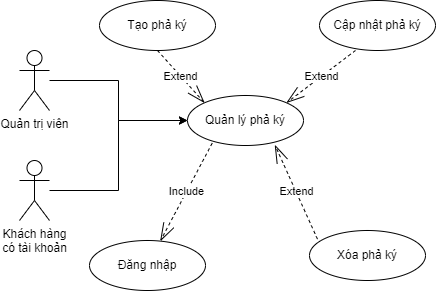 Tạo phả ký
Cập nhật phả ký
Extend
Extend
Quản trị viên
Quản lý phả ký
Include
Extend
Khách hàng
có tài khoản
Đăng nhập
Xóa phả ký